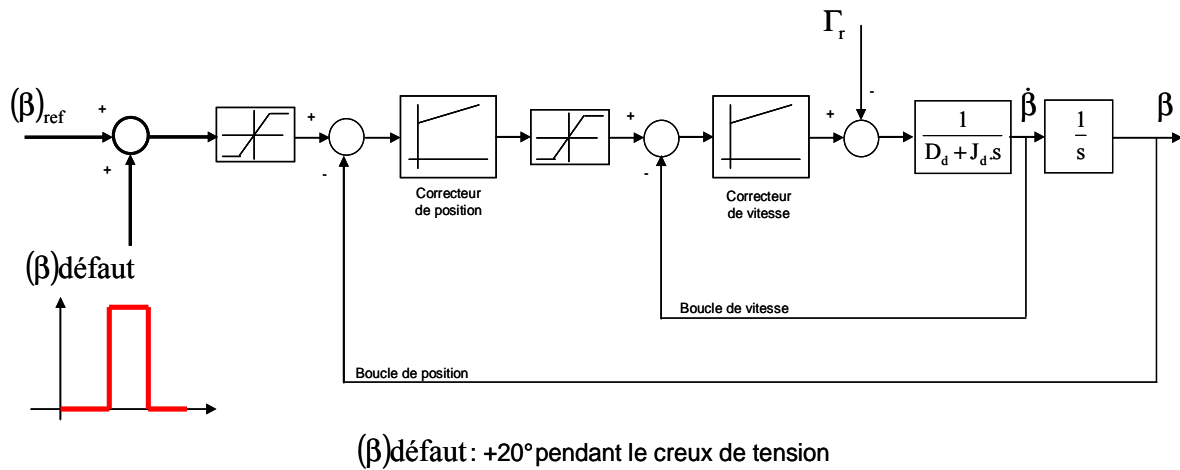 Γr
(β)ref
+
+
+
-
Correcteur
de position
+
-
Correcteur
de vitesse
+
-
1
Dd + Jd.s
β̇
1
s
β
(β)défaut
Boucle de vitesse
Boucle de position
(β)défaut : +20° pendant le creux de tension